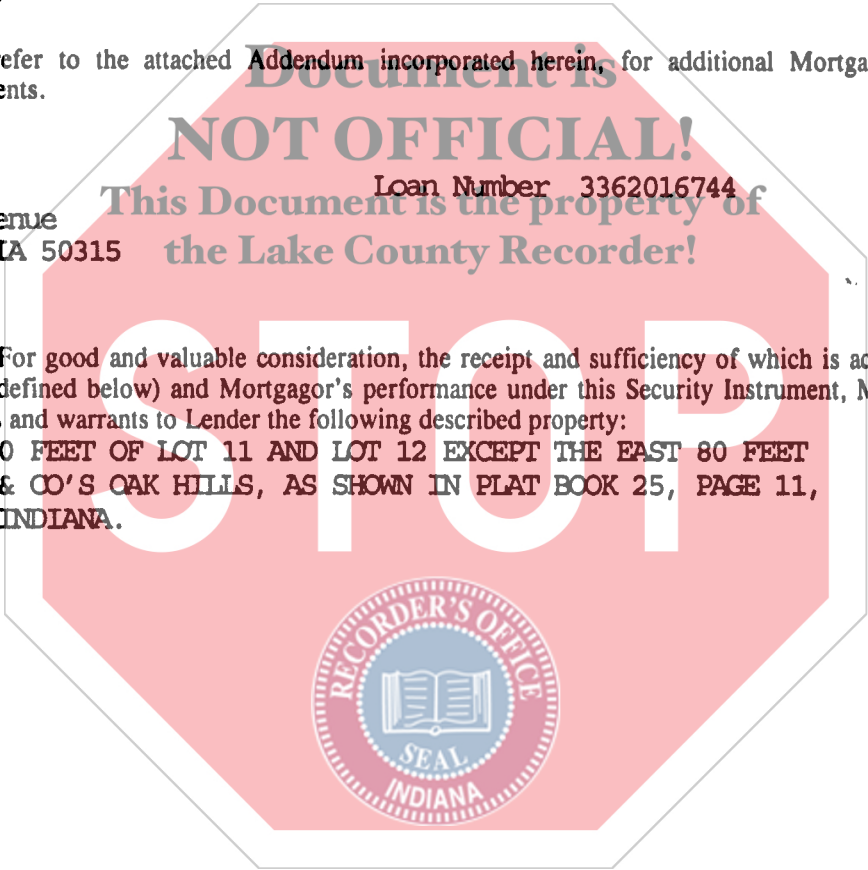 efer to the attached Addendum incorporated herein, for additional Mortga
ents.
Document is
NOT OFFICIAL!
Loan Number 3362016744
This Document is the property of
enue
IA 50315
the Lake County Recorder!
For good and valuable consideration, the receipt and sufficiency of which is ac
defined below) and Mortgagor's performance under this Security Instrument, M
and warrants to Lender the following described property:
0 FEET OF LOT 11 AND LOT 12 EXCEPT THE EAST 80 FEET
& CO'S OAK HILLS, AS SHOWN IN PLAT BOOK 25, PAGE 11,
INDIANA.
STOP
RECORDER'S OFFICE
SEAL
INDIANA